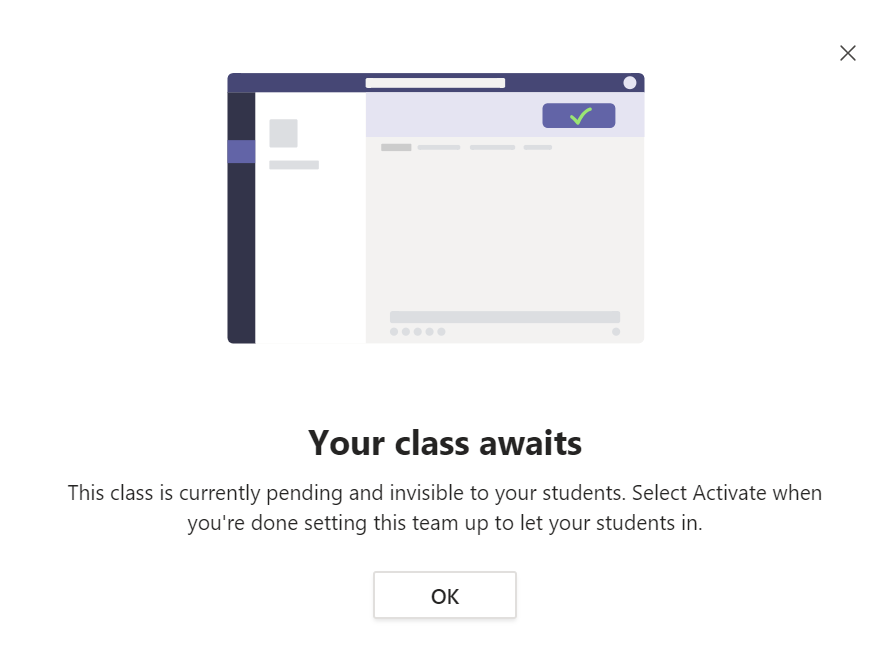 Your class awaits
This class is currently pending and invisible to your students. Select Activate when
you're done setting this team up to let your students in.
OK